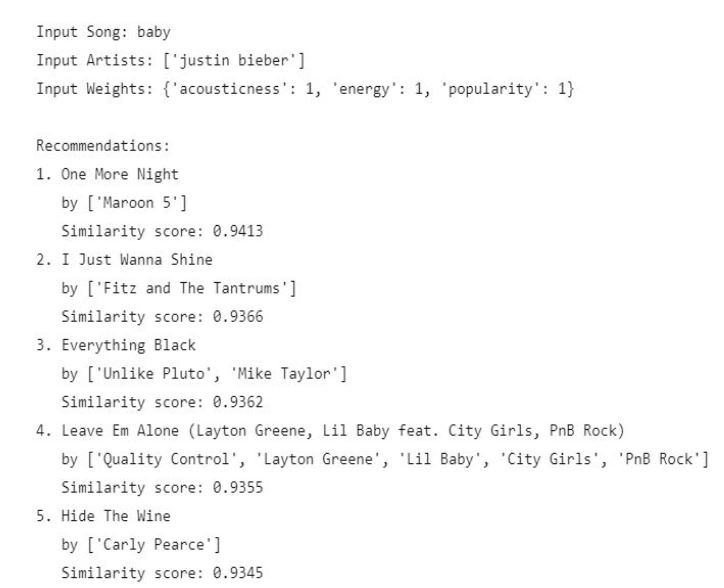 Input Song: baby
Input Artists: ['justin bieber']
Input Weights: {'acousticness': 1, 'energy': 1, 'popularity': 1}
Recommendations:
1. One More Night
by ['Maroon 5']
Similarity score: 0.9413
2. I Just Wanna Shine
by ['Fitz and The Tantrums']
Similarity score: 0.9366
3. Everything Black
by ['Unlike Pluto', 'Mike Taylor']
Similarity score: 0.9362
4. Leave Em Alone (Layton Greene, Lil Baby feat. City Girls, PnB Rock)
by ['Quality Control', 'Layton Greene', 'Lil Baby', 'City Girls', 'PnB Rock']
Similarity score: 0.9355
5. Hide The Wine
by ['Carly Pearce']
Similarity score: 0.9345